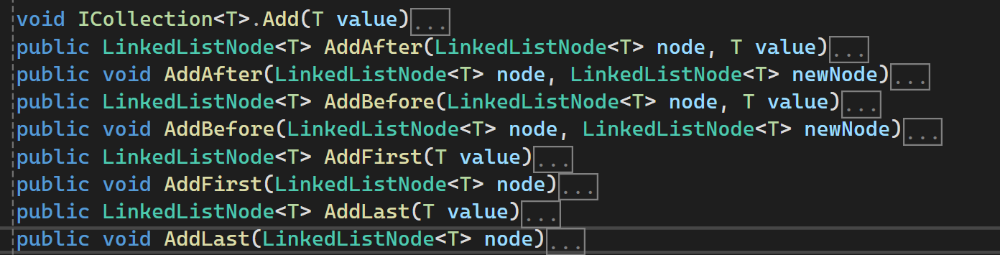 void ICollection<T>.Add(T value)...
public LinkedListNode<T> AddAfter(LinkedListNode<T> node, T value)...
public void AddAfter(LinkedListNode<T> node, LinkedListNode<T> newNode)...
public LinkedListNode<T> AddBefore(LinkedListNode<T> node, T value)...
public void AddBefore(LinkedListNode<T> node, LinkedListNode<T> newNode)...
public LinkedListNode<T> AddFirst(T value)...
public void AddFirst(LinkedListNode<T> node)...
public LinkedListNode<T> AddLast(T value)...
public void AddLast(LinkedListNode<T> node)...